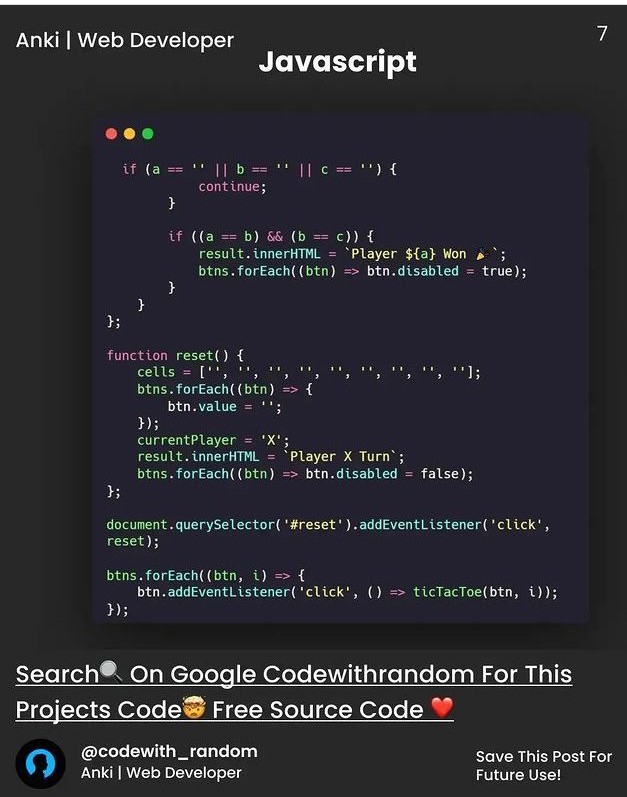 Anki | Web Developer
7
Javascript
if (a == '' || b == '' || c == '') {
continue;
}
if ((a == b) && (b == c)) {
result.innerHTML = `Player ${a} Won 🎉`;
btns.forEach((btn) => btn.disabled = true);
}
}
};
function reset() {
cells = ['', '', '', '', '', '', '', '', ''];
btns.forEach((btn) => {
btn.value = '';
});
currentPlayer = 'X';
result.innerHTML = `Player X Turn`;
btns.forEach((btn) => btn.disabled = false);
};
document.querySelector('#reset').addEventListener('click',
reset);
btns.forEach((btn, i) => {
btn.addEventListener('click', () => ticTacToe(btn, i));
});
Search🔍 On Google Codewithrandom For This
Projects Code🤯 Free Source Code ❤️
@codewith_random
Anki | Web Developer
Save This Post For
Future Use!